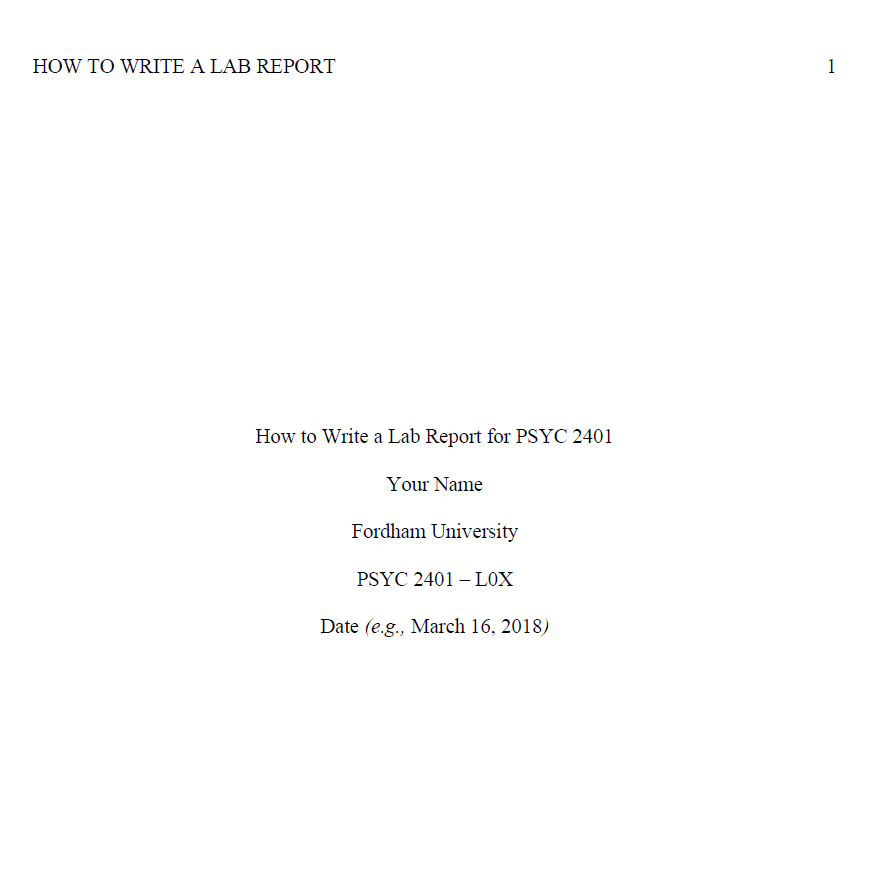 HOW TO WRITE A LAB REPORT 1
How to Write a Lab Report for PSYC 2401
Your Name
Fordham University
PSYC 2401 – L0X
Date (e.g., March 16, 2018)